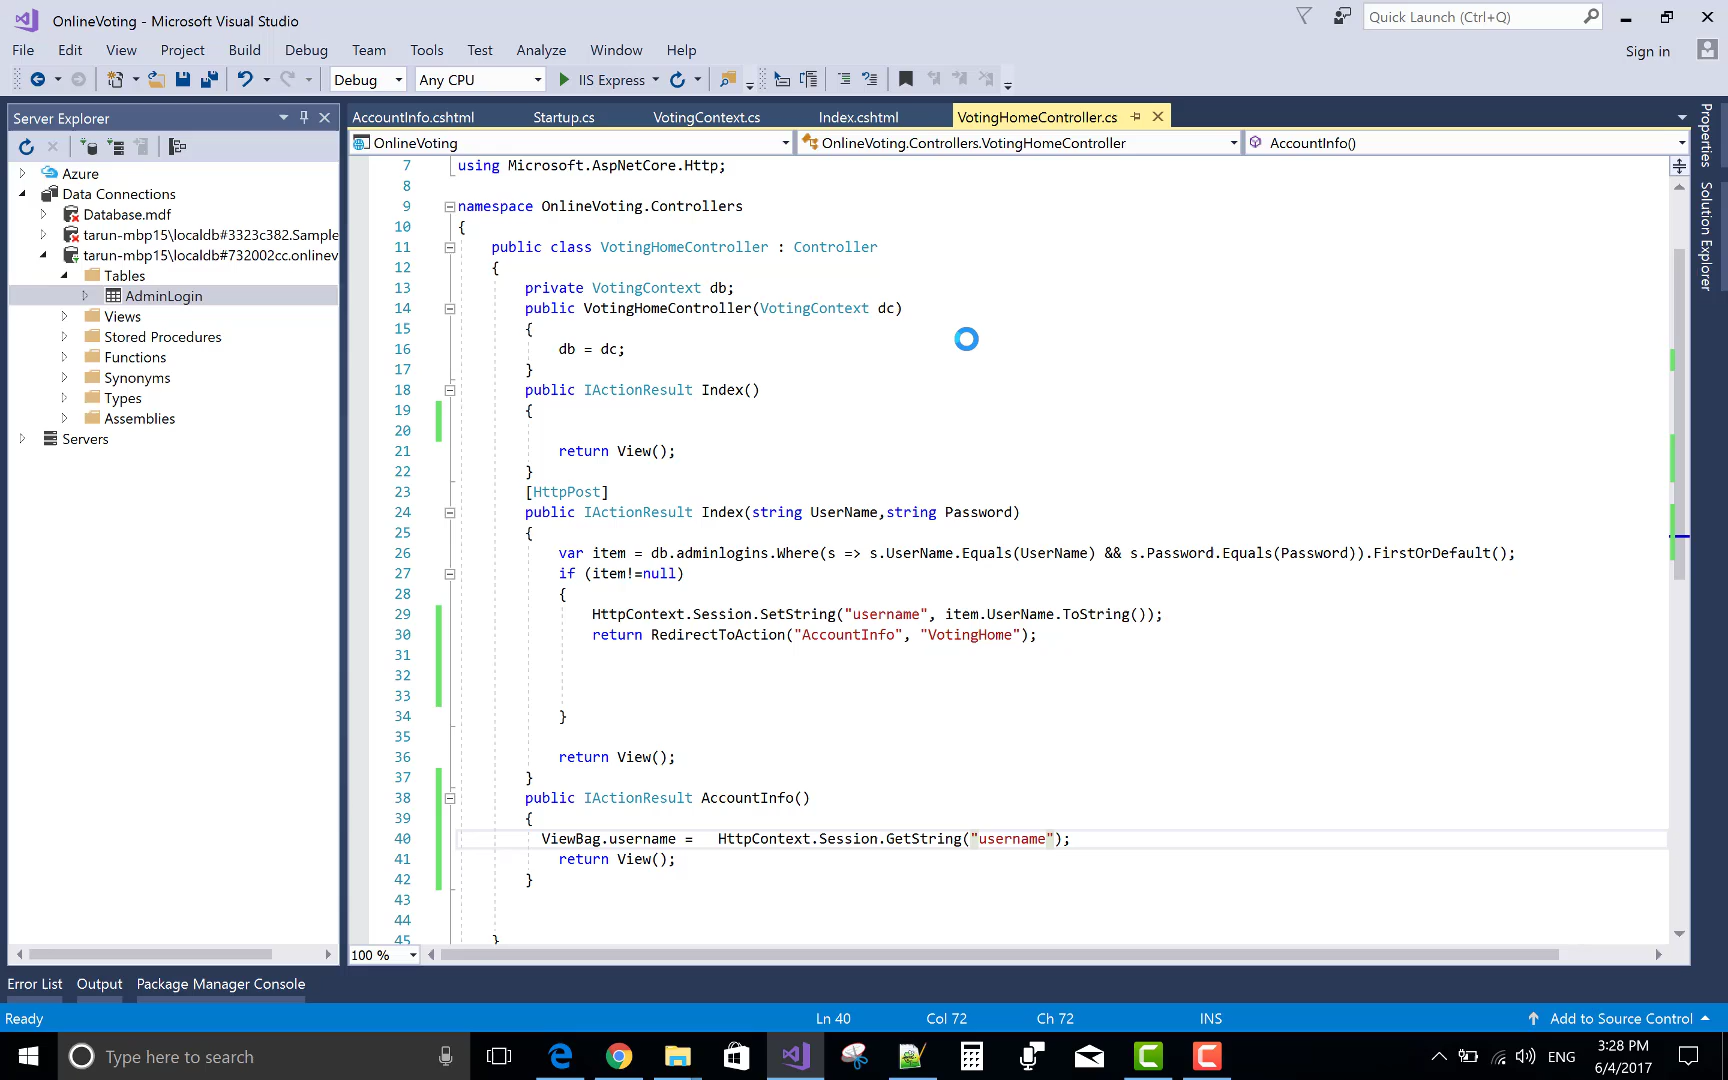 OnlineVoting - Microsoft Visual Studio
Quick Launch (Ctrl+Q)
File Edit View Project Build Debug Team Tools Test Analyze Window Help
Sign in
Debug Any CPU IIS Express
Server Explorer
AccountInfo.cshtml Startup.cs VotingContext.cs Index.cshtml VotingHomeController.cs
OnlineVoting OnlineVoting.Controllers.VotingHomeController AccountInfo()
Azure
Data Connections
Database.mdf
tarun-mbp15\localdb#3323c382.Sample
tarun-mbp15\localdb#732002cc.onlinev
Tables
AdminLogin
Views
Stored Procedures
Functions
Synonyms
Types
Assemblies
Servers
7 using Microsoft.AspNetCore.Http;
8
9 namespace OnlineVoting.Controllers
10 {
11 public class VotingHomeController : Controller
12 {
13 private VotingContext db;
14 public VotingHomeController(VotingContext dc)
15 {
16 db = dc;
17 }
18 public IActionResult Index()
19 {
20
21 return View();
22 }
23 [HttpPost]
24 public IActionResult Index(string UserName,string Password)
25 {
26 var item = db.adminlogins.Where(s => s.UserName.Equals(UserName) && s.Password.Equals(Password)).FirstOrDefault();
27 if (item!=null)
28 {
29 HttpContext.Session.SetString("username", item.UserName.ToString());
30 return RedirectToAction("AccountInfo", "VotingHome");
31
32
33
34 }
35
36 return View();
37 }
38 public IActionResult AccountInfo()
39 {
40 ViewBag.username = HttpContext.Session.GetString("username");
41 return View();
42 }
43
44
45 }
100 %
Properties
Solution Explorer
Error List Output Package Manager Console
Ready Ln 40 Col 72 Ch 72 INS Add to Source Control
Type here to search
ENG
3:28 PM
6/4/2017